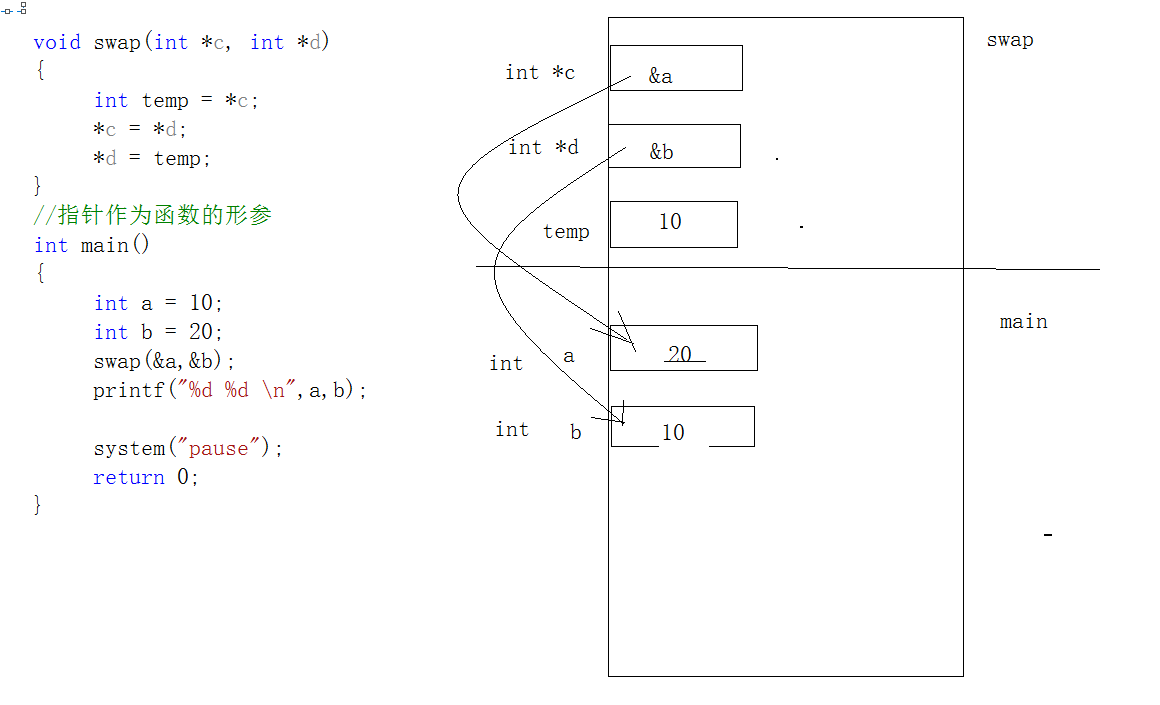 void swap(int *c, int *d)
{
int temp = *c;
*c = *d;
*d = temp;
}
//指针作为函数的形参
int main()
{
int a = 10;
int b = 20;
swap(&a,&b);
printf("%d %d \n",a,b);
system("pause");
return 0;
}
swap
int *c &a
int *d &b
temp 10
main
int a 20
int b 10